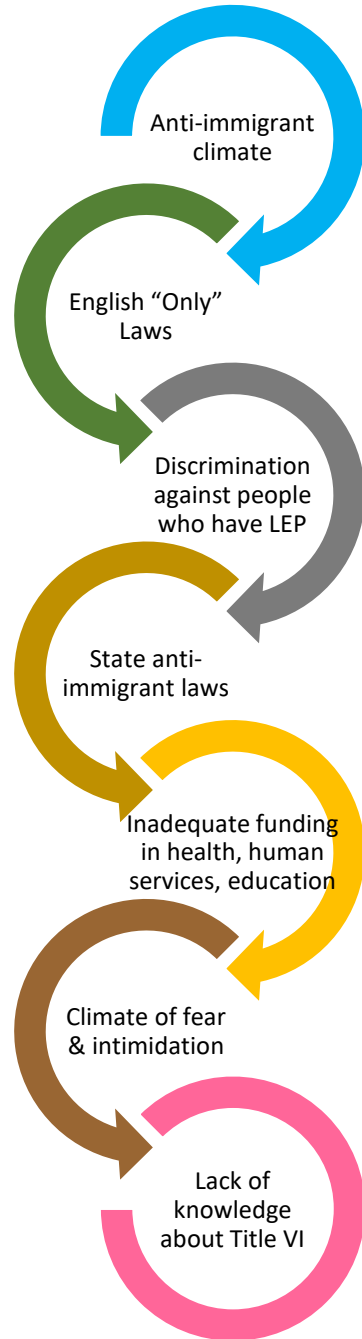 Anti-immigrant
climate
English “Only”
Laws
Discrimination
against people
who have LEP
State anti-
immigrant laws
Inadequate funding
in health, human
services, education
Climate of fear
& intimidation
Lack of
knowledge
about Title VI